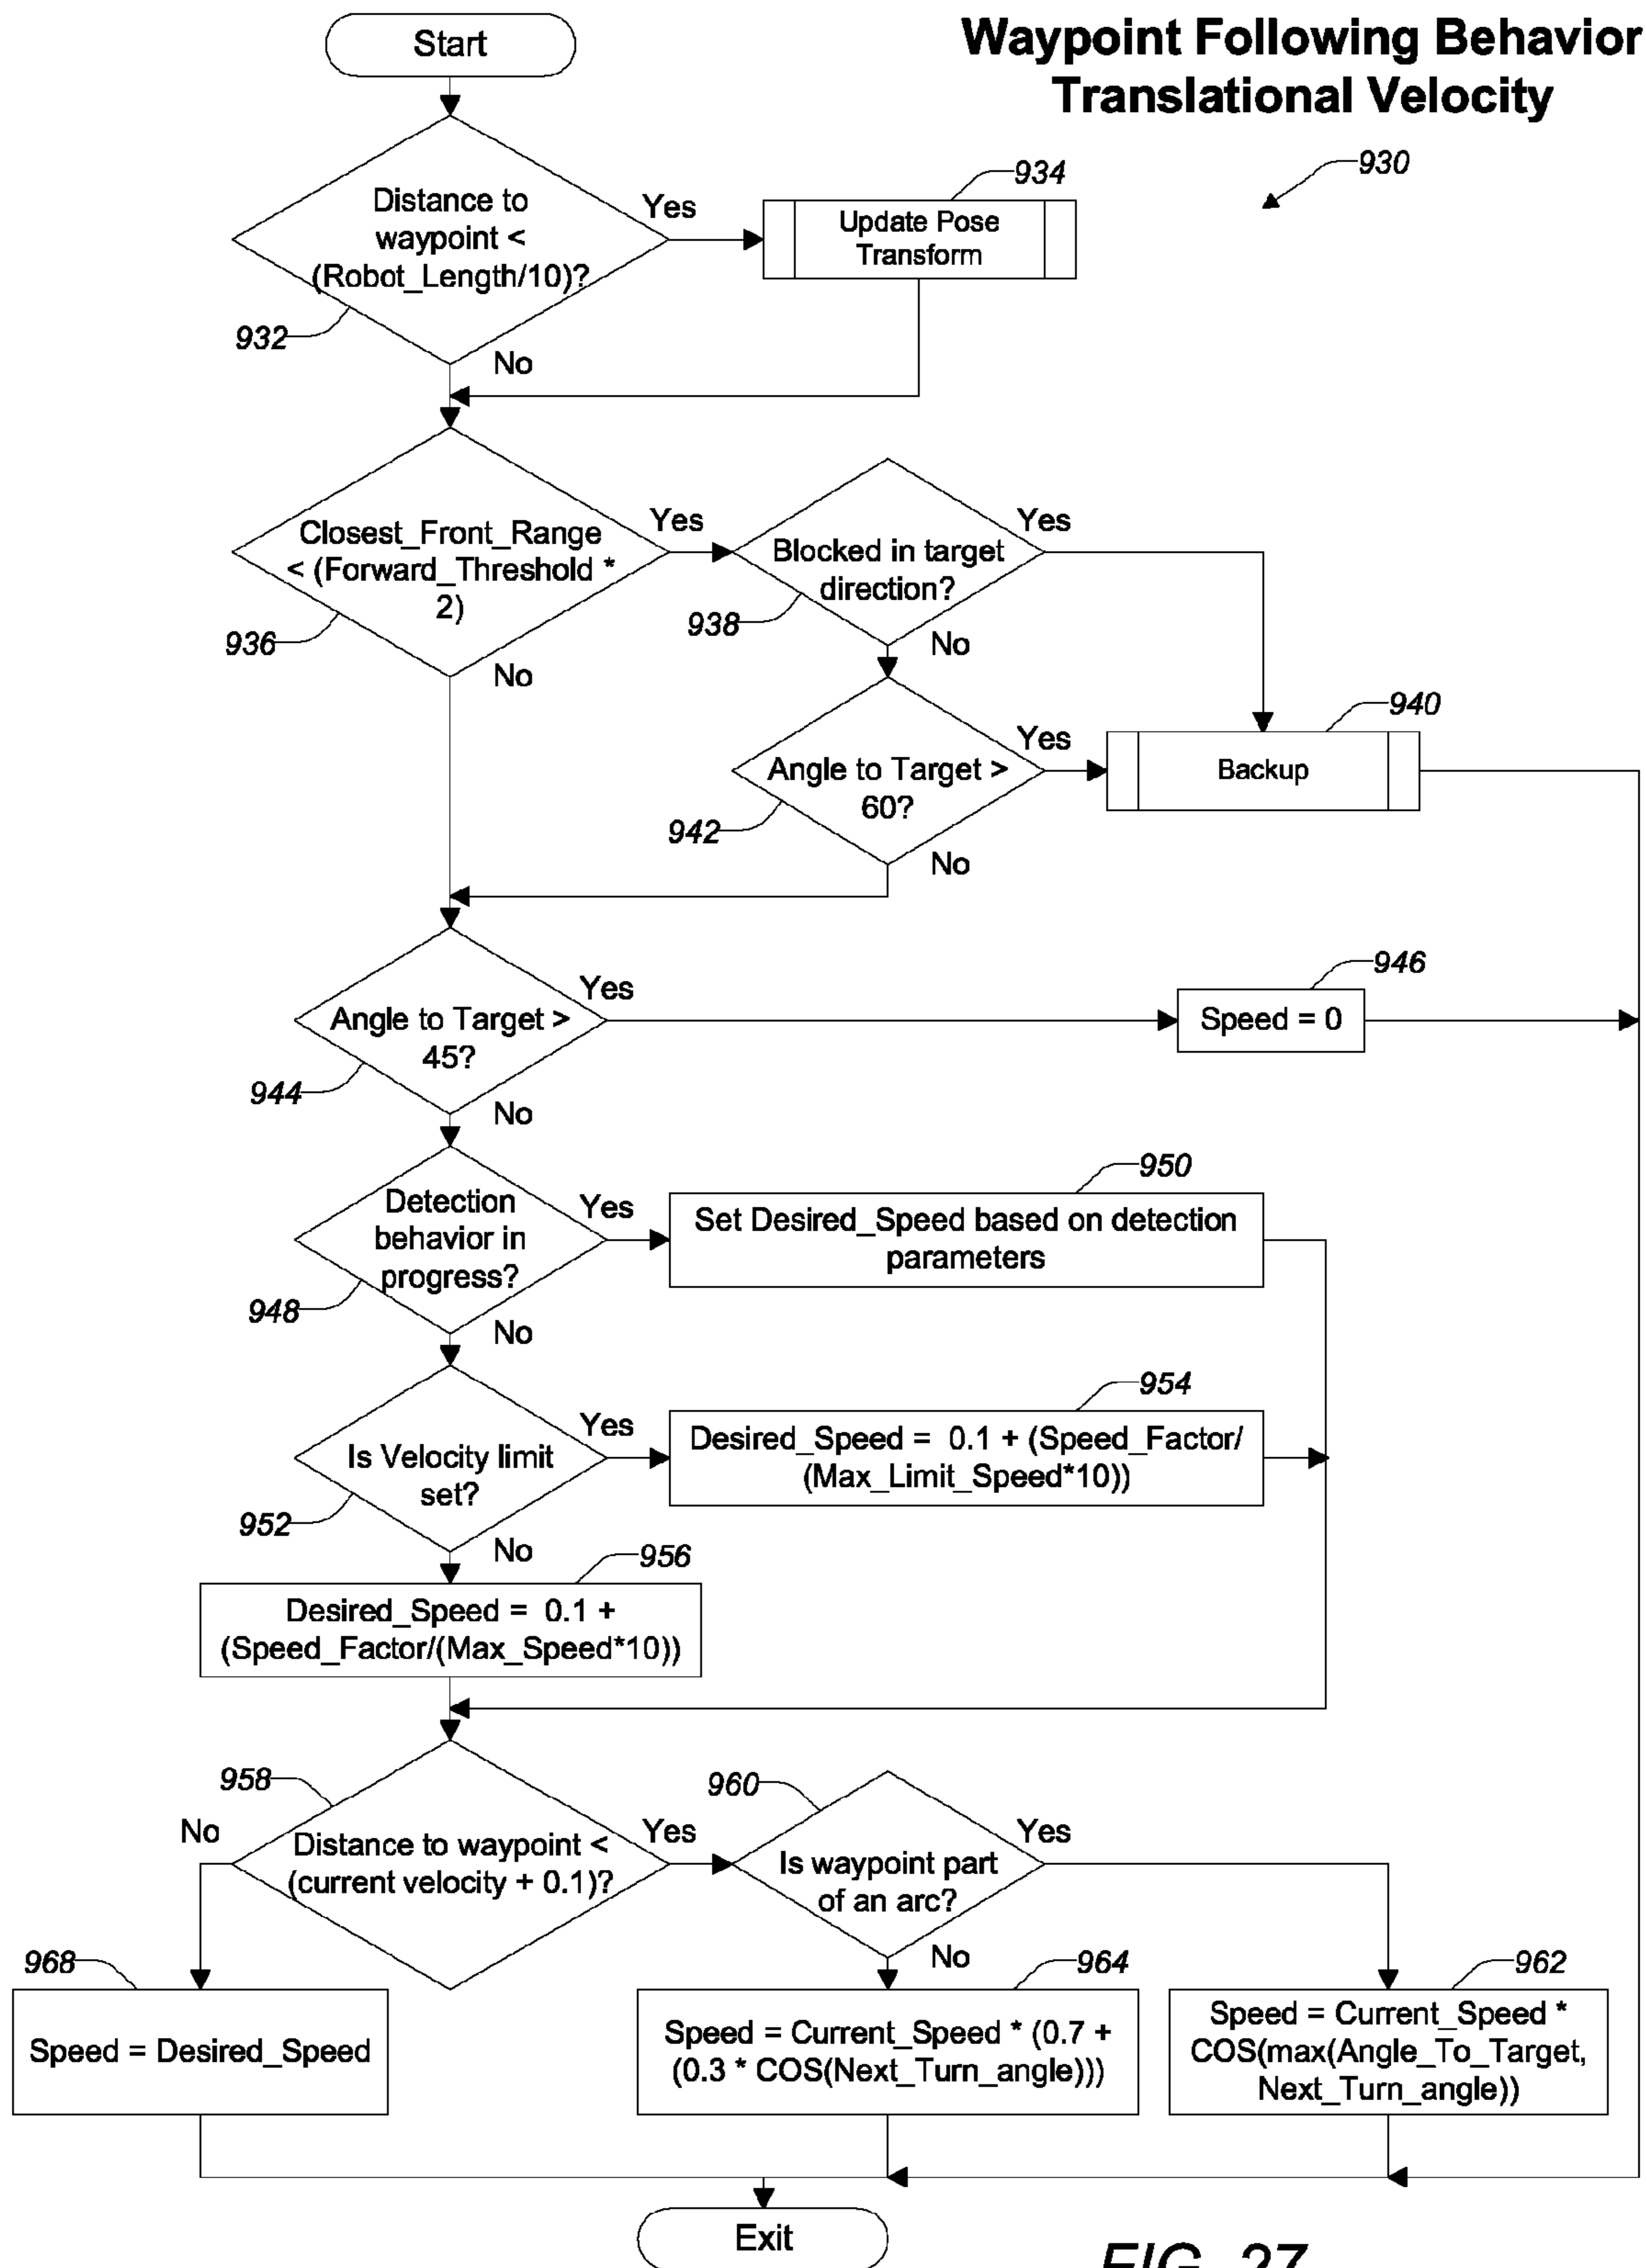 Start
Waypoint Following Behavior
Translational Velocity
930
Distance to
waypoint <
(Robot_Length/10)?
932
Yes
No
934
Update Pose
Transform
Closest_Front_Range
< (Forward_Threshold *
2)
936
Yes
No
Blocked in target
direction?
938
Yes
No
Angle to Target >
60?
942
Yes
No
940
Backup
Angle to Target >
45?
944
Yes
No
946
Speed = 0
Detection
behavior in
progress?
948
Yes
No
950
Set Desired_Speed based on detection
parameters
Is Velocity limit
set?
952
Yes
No
954
Desired_Speed = 0.1 + (Speed_Factor/
(Max_Limit_Speed*10))
956
Desired_Speed = 0.1 +
(Speed_Factor/(Max_Speed*10))
958
Distance to waypoint <
(current velocity + 0.1)?
No
Yes
960
Is waypoint part
of an arc?
Yes
No
968
Speed = Desired_Speed
964
Speed = Current_Speed * (0.7 +
(0.3 * COS(Next_Turn_angle)))
962
Speed = Current_Speed *
COS(max(Angle_To_Target,
Next_Turn_angle))
Exit
FIG. 27